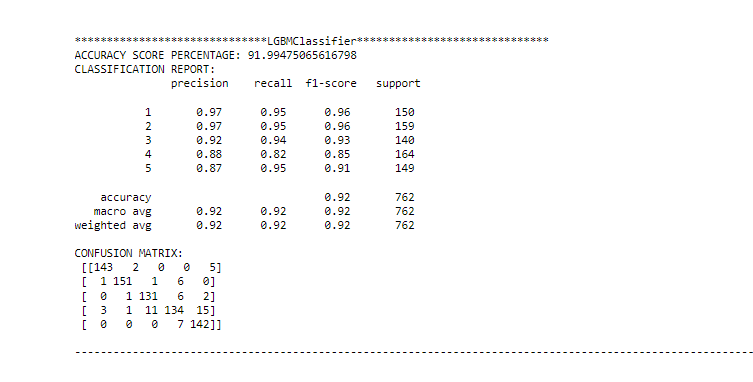 ******************************LGBMClassifier******************************
ACCURACY SCORE PERCENTAGE: 91.99475065616798
CLASSIFICATION REPORT:
              precision    recall  f1-score   support

           1       0.97      0.95      0.96       150
           2       0.97      0.95      0.96       159
           3       0.92      0.94      0.93       140
           4       0.88      0.82      0.85       164
           5       0.87      0.95      0.91       149

    accuracy                           0.92       762
   macro avg       0.92      0.92      0.92       762
weighted avg       0.92      0.92      0.92       762

CONFUSION MATRIX:
 [[143   2   0   0   5]
 [  1 151   1   6   0]
 [  0   1 131   6   2]
 [  3   1  11 134  15]
 [  0   0   0   7 142]]

----------------------------------------------------------------------------------------------------------